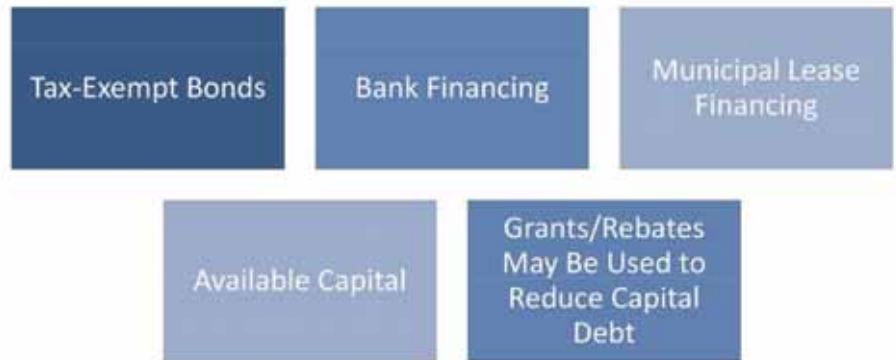 Tax-Exempt Bonds
Bank Financing
Municipal Lease
Financing
Available Capital
Grants/Rebates
May Be Used to
Reduce Capital
Debt